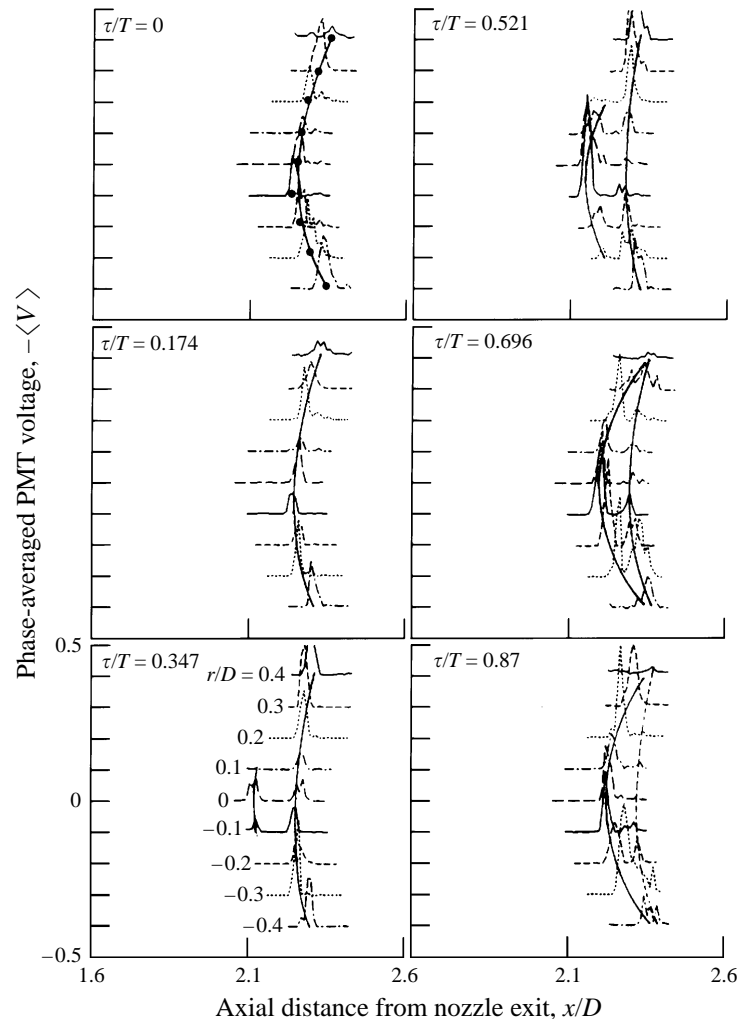 τ/T = 0
τ/T = 0.521
τ/T = 0.174
τ/T = 0.696
τ/T = 0.347
τ/T = 0.87
r/D = 0.4
0.3
0.2
0.1
0
−0.1
−0.2
−0.3
−0.4
0.5
0
−0.5
1.6
2.1
2.6
2.1
2.6
Phase-averaged PMT voltage, −⟨V⟩
Axial distance from nozzle exit, x/D